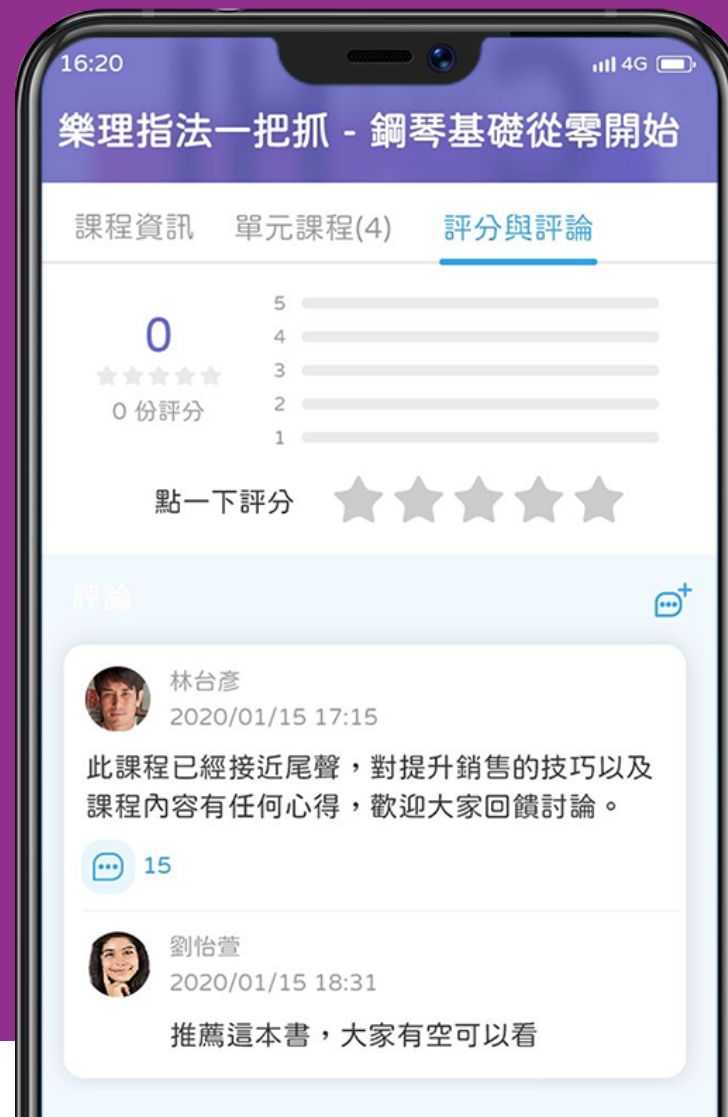 16:20
4G
樂理指法一把抓 - 鋼琴基礎從零開始
課程資訊 單元課程(4) 評分與評論
0
0 份評分
5
4
3
2
1
點一下評分
評論
林台彥
2020/01/15 17:15
此課程已經接近尾聲，對提升銷售的技巧以及
課程內容有任何心得，歡迎大家回饋討論。
15
劉怡萱
2020/01/15 18:31
推薦這本書，大家有空可以看